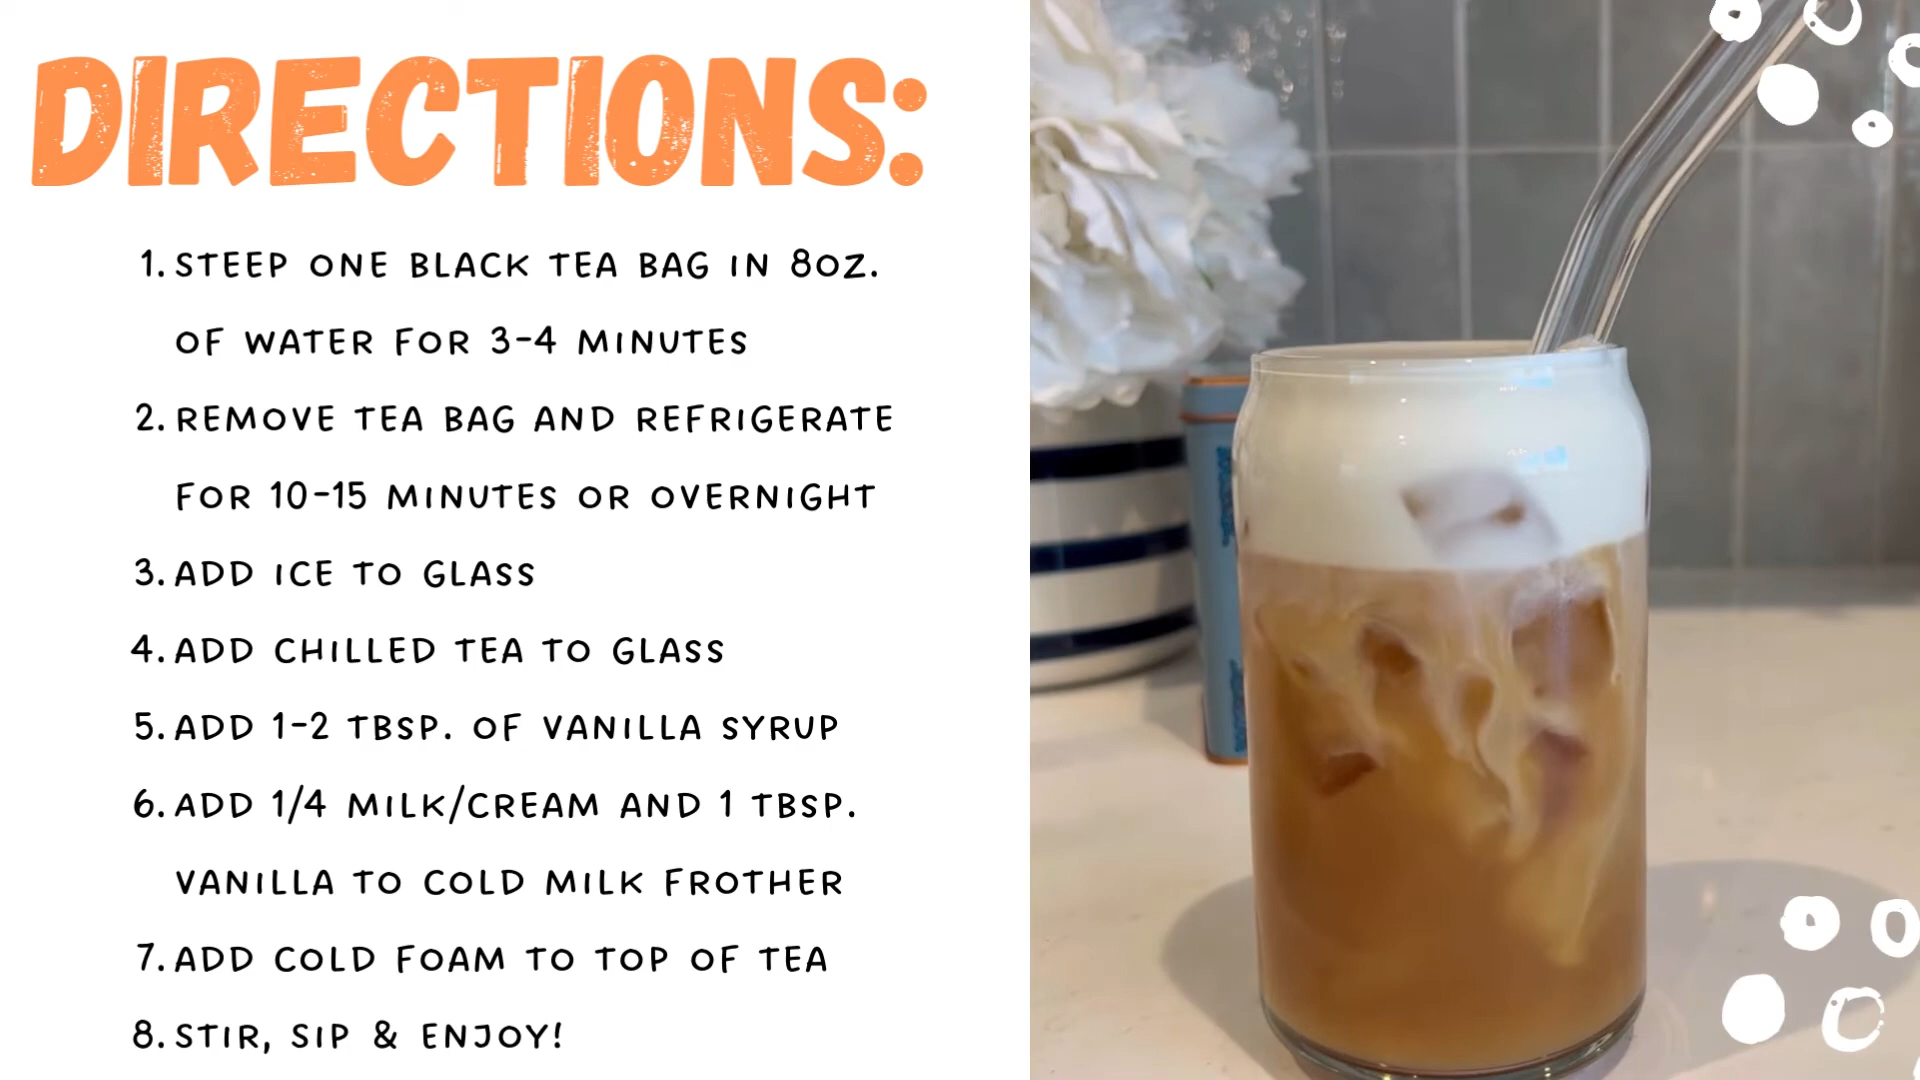 DIRECTIONS:
1. STEEP ONE BLACK TEA BAG IN 8OZ.
OF WATER FOR 3-4 MINUTES
2. REMOVE TEA BAG AND REFRIGERATE
FOR 10-15 MINUTES OR OVERNIGHT
3. ADD ICE TO GLASS
4. ADD CHILLED TEA TO GLASS
5. ADD 1-2 TBSP. OF VANILLA SYRUP
6. ADD 1/4 MILK/CREAM AND 1 TBSP.
VANILLA TO COLD MILK FROTHER
7. ADD COLD FOAM TO TOP OF TEA
8. STIR, SIP & ENJOY!